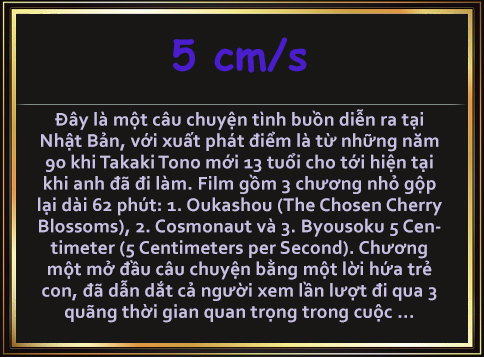 5 cm/s
Đây là một câu chuyện tình buồn diễn ra tại
Nhật Bản, với xuất phát điểm là từ những năm
90 khi Takaki Tono mới 13 tuổi cho tới hiện tại
khi anh đã đi làm. Film gồm 3 chương nhỏ gộp
lại dài 62 phút: 1. Oukashou (The Chosen Cherry
Blossoms), 2. Cosmonaut và 3. Byousoku 5 Cen-
timeter (5 Centimeters per Second). Chương
một mở đầu câu chuyện bằng một lời hứa trẻ
con, đã dẫn dắt cả người xem lần lượt đi qua 3
quãng thời gian quan trọng trong cuộc ...